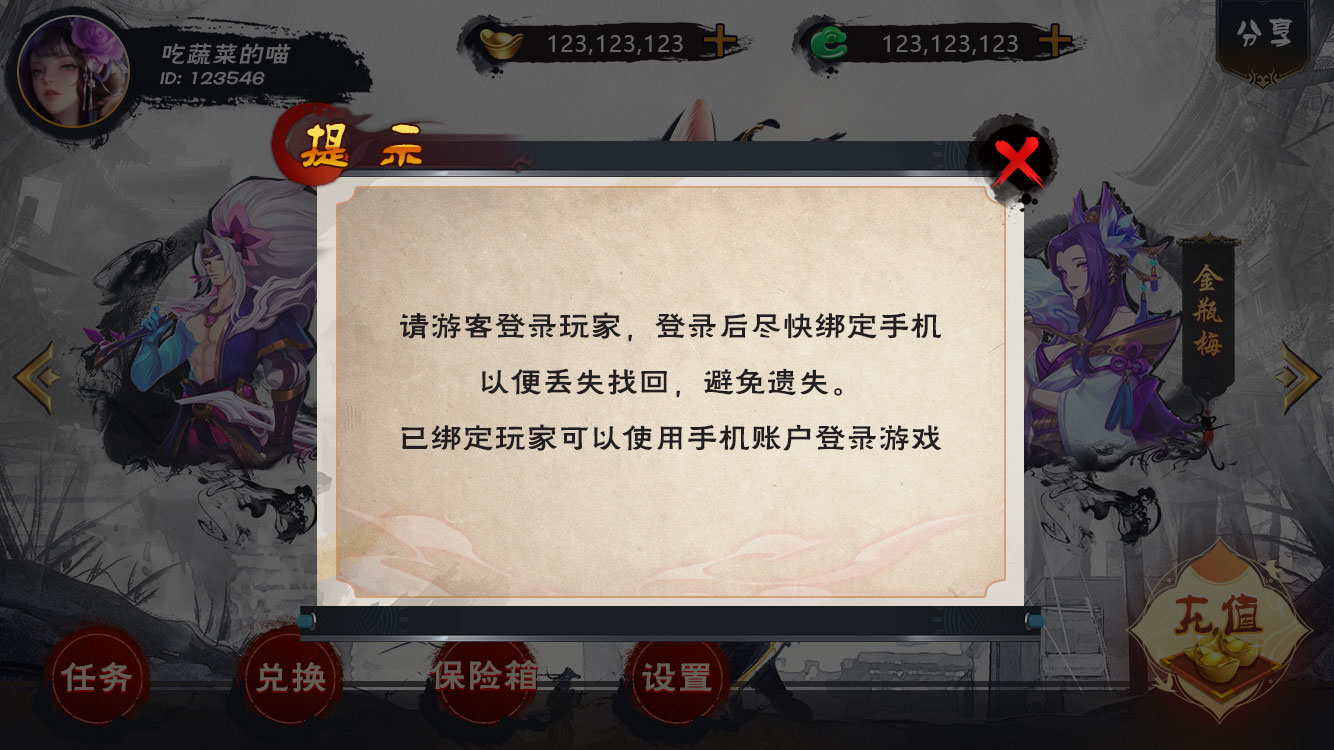 吃蔬菜的喵
ID: 123546
123,123,123
123,123,123
分享
提示
请游客登录玩家，登录后尽快绑定手机
以便丢失找回，避免遗失。
已绑定玩家可以使用手机账户登录游戏
金瓶梅
充值
任务
兑换
保险箱
设置